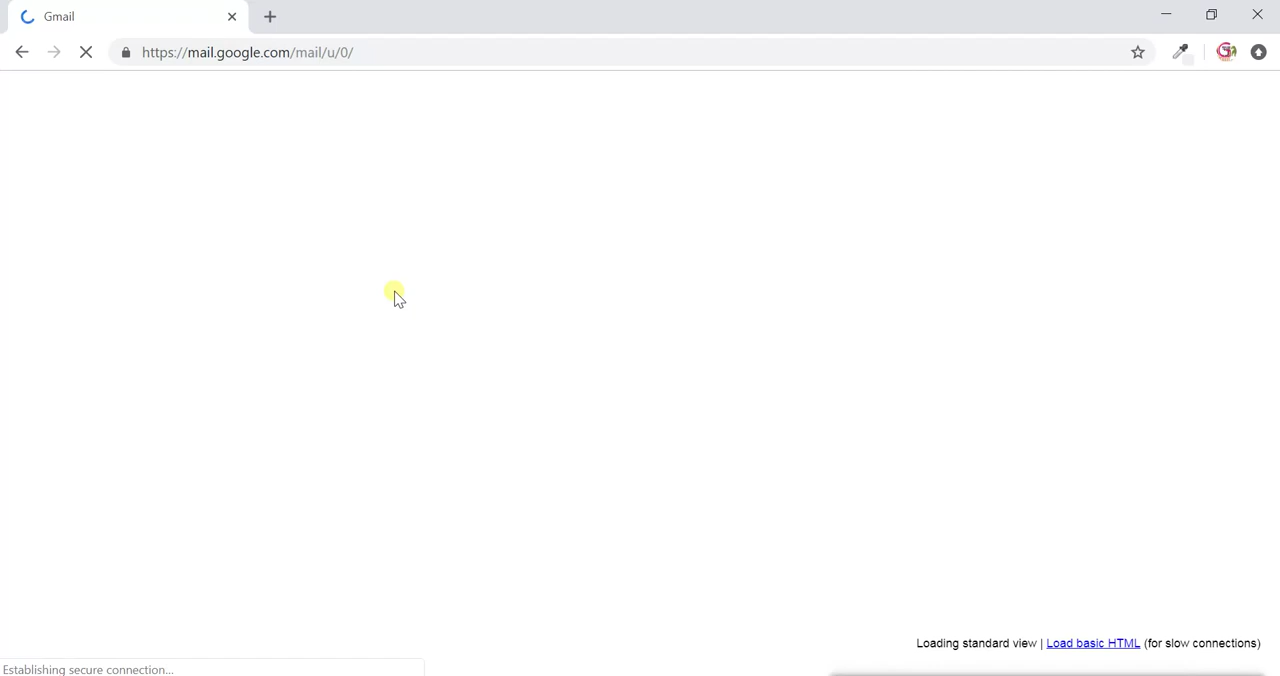 Gmail
https://mail.google.com/mail/u/0/
Loading standard view | Load basic HTML (for slow connections)
Establishing secure connection...